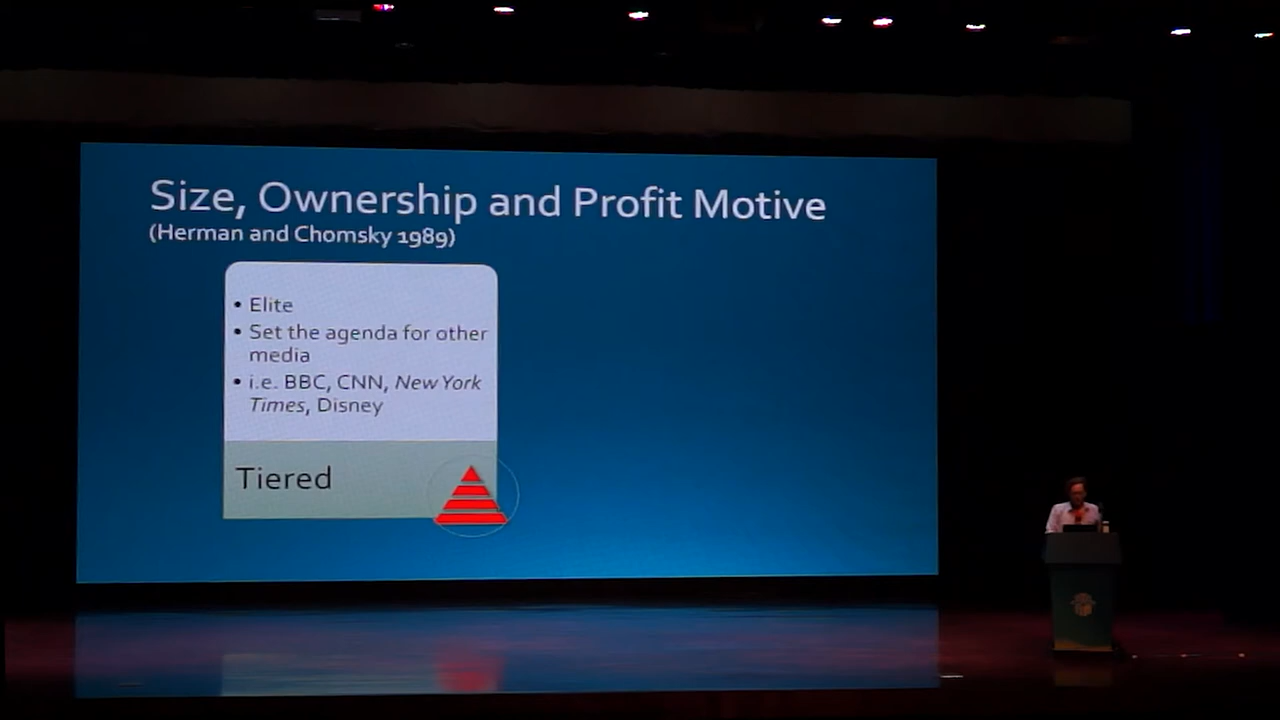 Size, Ownership and Profit Motive
(Herman and Chomsky 1989)
• Elite
• Set the agenda for other
media
• i.e. BBC, CNN, New York
Times, Disney
Tiered